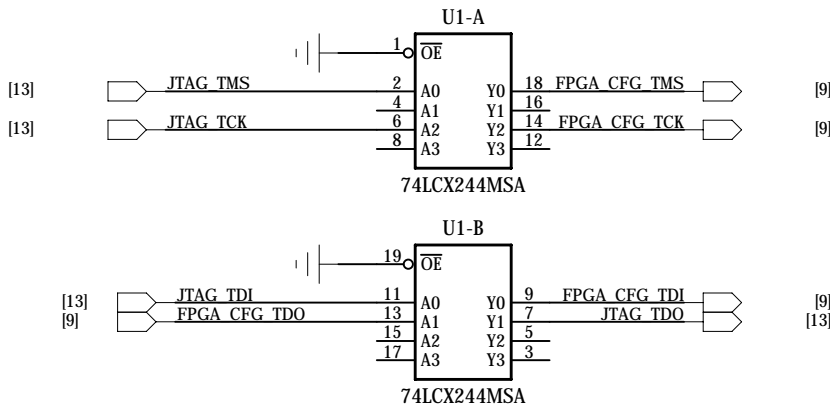 U1-A
1 OE
[13] JTAG_TMS 2 A0 Y0 18 FPGA_CFG_TMS [9]
4 A1 Y1 16
[13] JTAG_TCK 6 A2 Y2 14 FPGA_CFG_TCK [9]
8 A3 Y3 12
74LCX244MSA
U1-B
19 OE
[13] JTAG_TDI 11 A0 Y0 9 FPGA_CFG_TDI [9]
[9] FPGA_CFG_TDO 13 A1 Y1 7 JTAG_TDO [13]
15 A2 Y2 5
17 A3 Y3 3
74LCX244MSA